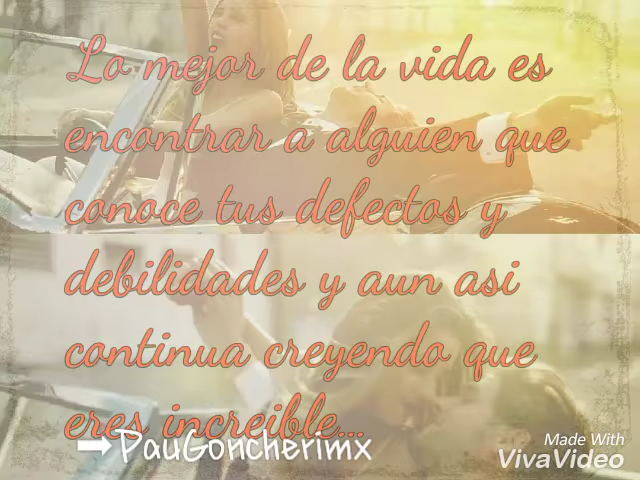 Lo mejor de la vida es
encontrar a alguien que
conoce tus defectos y
debilidades y aun asi
continua creyendo que
eres increible...
➡PauGoncherimx
Made With
VivaVideo